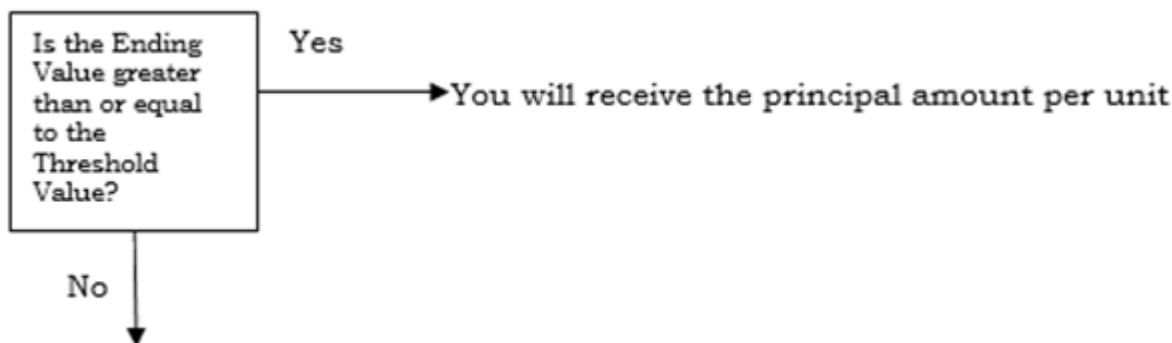 Is the Ending
Value greater
than or equal
to the
Threshold
Value?
Yes
You will receive the principal amount per unit
No